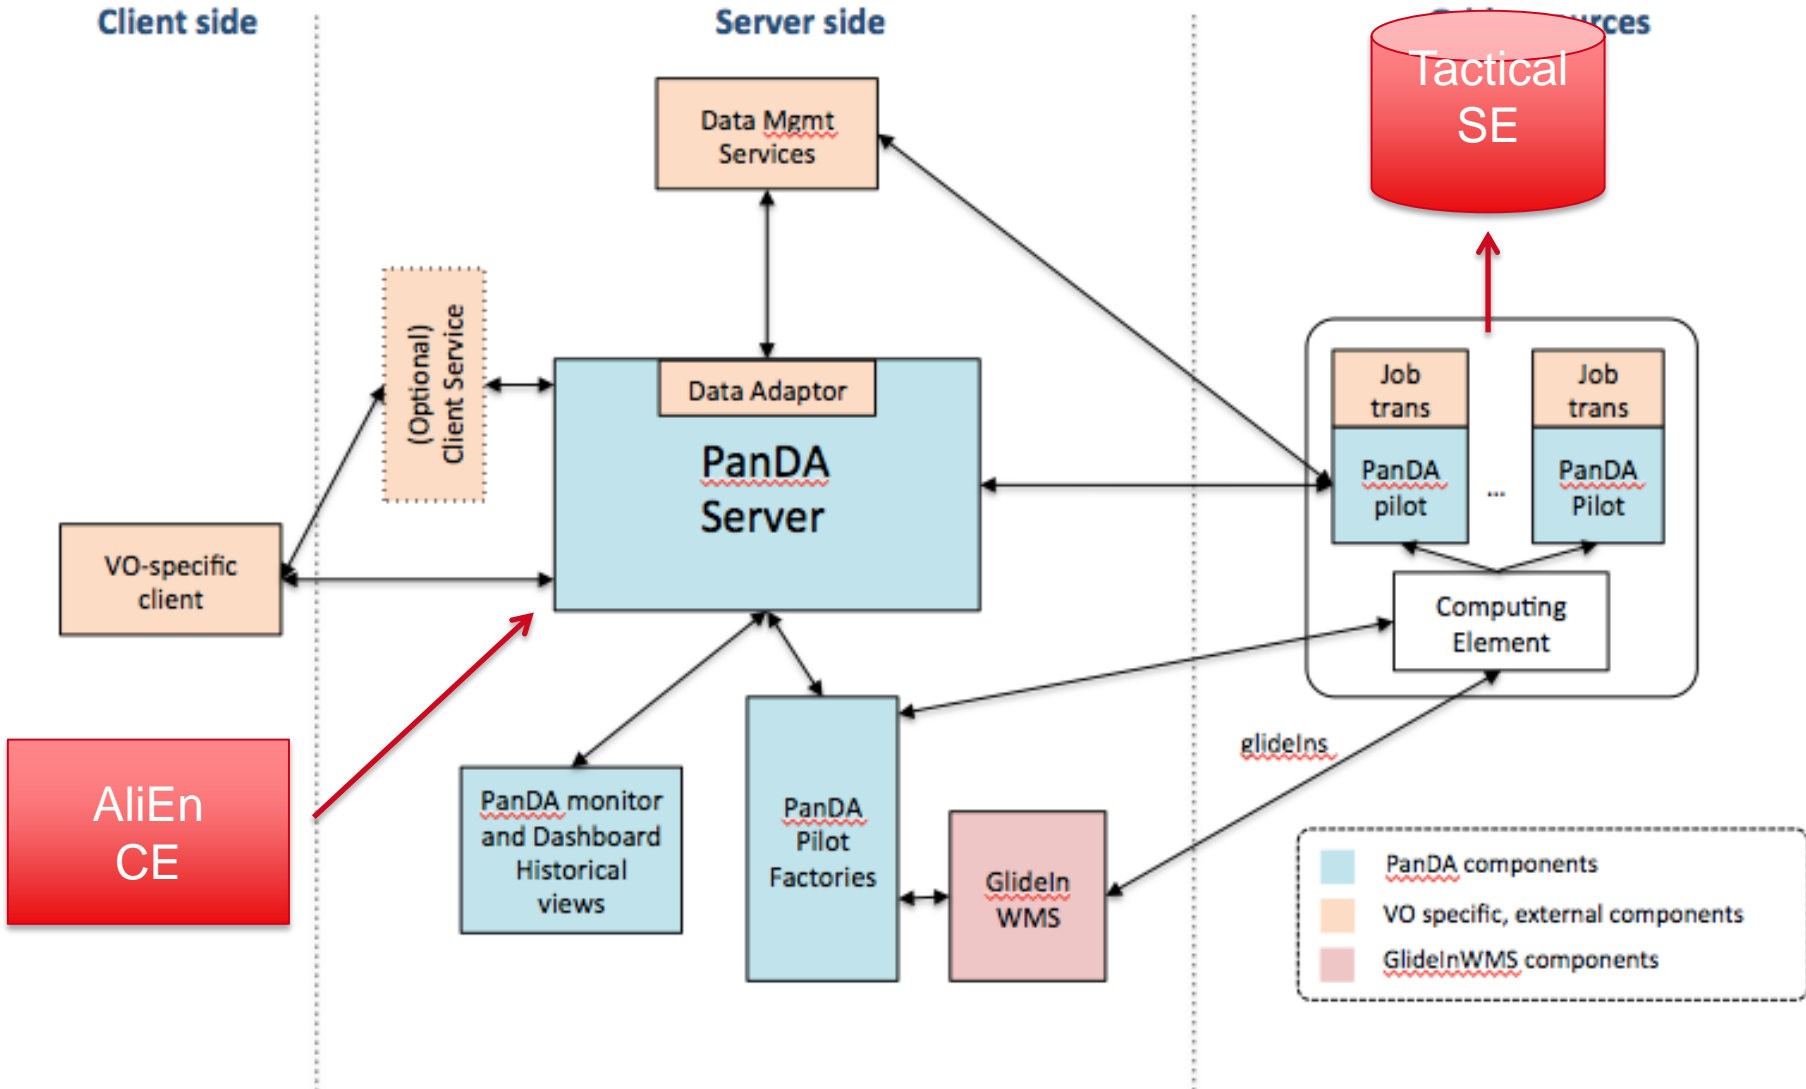 Client side
Server side
Tactical
SE
Data Mgmt
Services
(Optional)
Client Service
Data Adaptor
PanDA
Server
Job
trans
PanDA
pilot
...
Job
trans
PanDA
Pilot
VO-specific
client
Computing
Element
AliEn
CE
PanDA monitor
and Dashboard
Historical
views
PanDA
Pilot
Factories
GlideIn
WMS
glideIns
PanDA components
VO specific, external components
GlideInWMS components